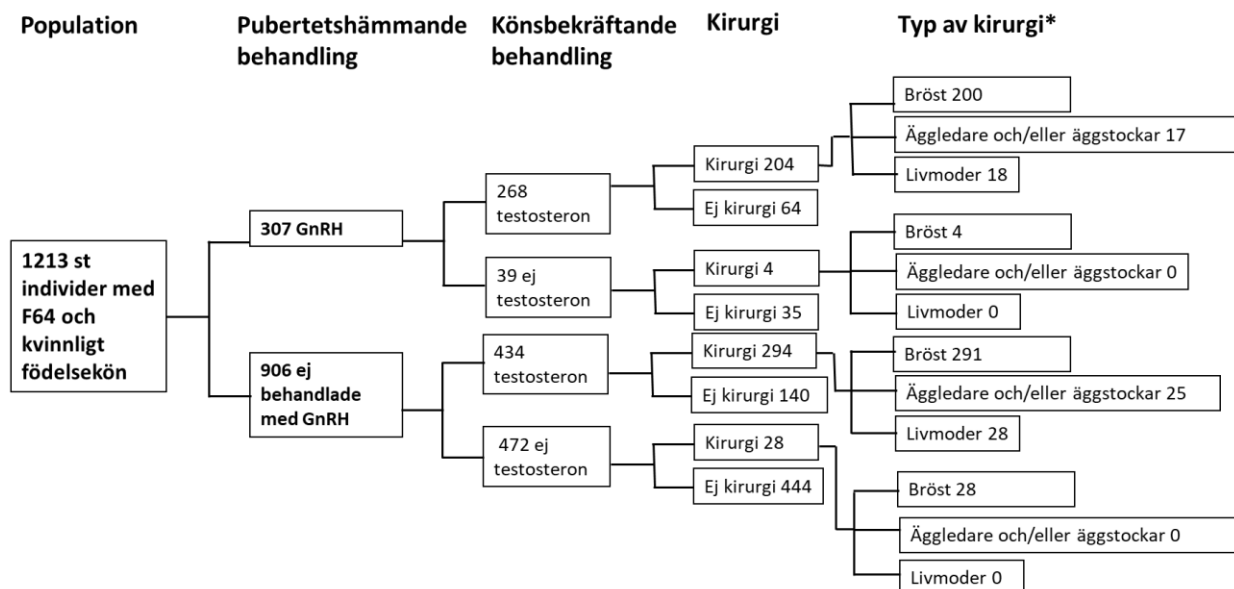 Population
Pubertetshämmande
behandling
Könsbekräftande
behandling
Kirurgi
Typ av kirurgi*
1213 st
individer med
F64 och
kvinnligt
födelsekön
307 GnRH
906 ej
behandlade
med GnRH
268
testosteron
39 ej
testosteron
434
testosteron
472 ej
testosteron
Kirurgi 204
Ej kirurgi 64
Kirurgi 4
Ej kirurgi 35
Kirurgi 294
Ej kirurgi 140
Kirurgi 28
Ej kirurgi 444
Bröst 200
Äggledare och/eller äggstockar 17
Livmoder 18
Bröst 4
Äggledare och/eller äggstockar 0
Livmoder 0
Bröst 291
Äggledare och/eller äggstockar 25
Livmoder 28
Bröst 28
Äggledare och/eller äggstockar 0
Livmoder 0